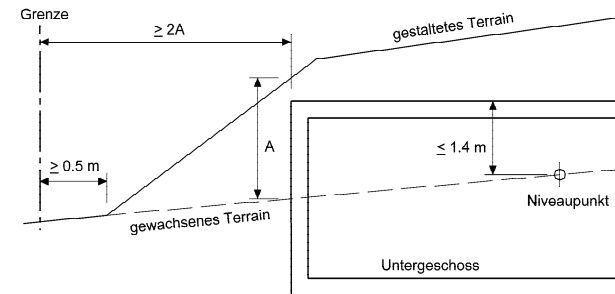 Grenze
gestaltetes Terrain
≥ 2A
A
≤ 1.4 m
≥ 0.5 m
gewachsenes Terrain
Niveaupunkt
Untergeschoss